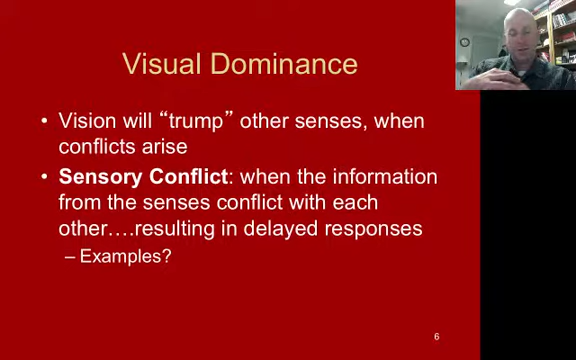 Visual Dominance
• Vision will “trump” other senses, when
conflicts arise
• Sensory Conflict: when the information
from the senses conflict with each
other....resulting in delayed responses
– Examples?
6